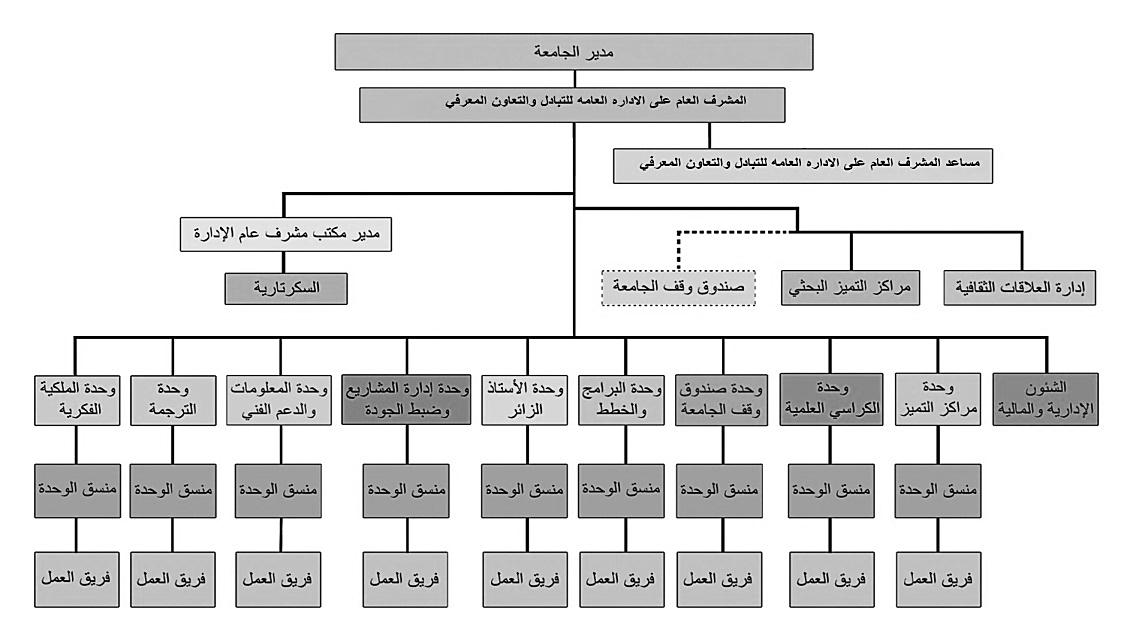 مدير الجامعة
المشرف العام على الاداره العامه للتبادل والتعاون المعرفي
مساعد المشرف العام على الاداره العامه للتبادل والتعاون المعرفي
مدير مكتب مشرف عام الإدارة
السكرتارية
إدارة العلاقات الثقافية
مراكز التميز البحثي
صندوق وقف الجامعة
الشئون
الإدارية والمالية
وحدة
مراكز التميز
وحدة
الكراسي العلمية
وحدة صندوق
وقف الجامعة
وحدة البرامج
والخطط
وحدة الأستاذ
الزائر
وحدة إدارة المشاريع
وضبط الجودة
وحدة المعلومات
والدعم الفني
وحدة
الترجمة
وحدة الملكية
الفكرية
منسق الوحدة
منسق الوحدة
منسق الوحدة
منسق الوحدة
منسق الوحدة
منسق الوحدة
منسق الوحدة
منسق الوحدة
منسق الوحدة
فريق العمل
فريق العمل
فريق العمل
فريق العمل
فريق العمل
فريق العمل
فريق العمل
فريق العمل
فريق العمل